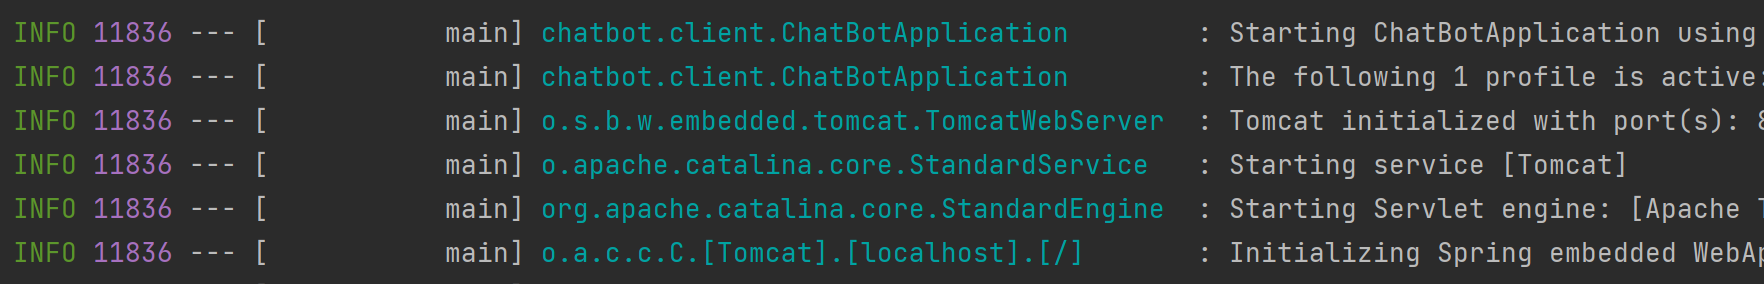 INFO 11836 --- [           main] chatbot.client.ChatBotApplication        : Starting ChatBotApplication using
INFO 11836 --- [           main] chatbot.client.ChatBotApplication        : The following 1 profile is active:
INFO 11836 --- [           main] o.s.b.w.embedded.tomcat.TomcatWebServer  : Tomcat initialized with port(s):
INFO 11836 --- [           main] o.apache.catalina.core.StandardService   : Starting service [Tomcat]
INFO 11836 --- [           main] org.apache.catalina.core.StandardEngine  : Starting Servlet engine: [Apache
INFO 11836 --- [           main] o.a.c.c.C.[Tomcat].[localhost].[/]       : Initializing Spring embedded